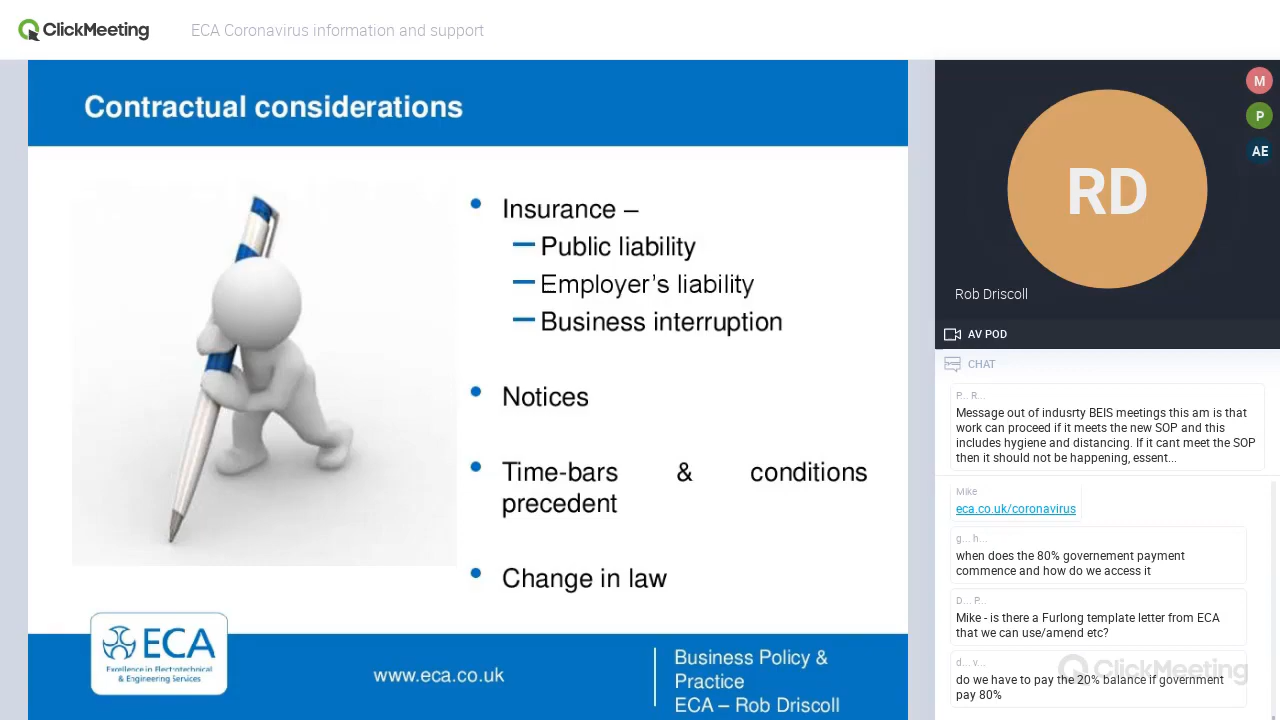 ClickMeeting
ECA Coronavirus information and support
Contractual considerations
Insurance –
Public liability
Employer's liability
Business interruption
Notices
Time-bars & conditions
precedent
Change in law
ECA
Excellence in Electrotechnical
& Engineering Services
www.eca.co.uk
Business Policy &
Practice
ECA – Rob Driscoll
M
P
AE
RD
Rob Driscoll
AV POD
CHAT
P... R...
Message out of indusrty BEIS meetings this am is that
work can proceed if it meets the new SOP and this
includes hygiene and distancing. If it cant meet the SOP
then it should not be happening, essent...
Mike
eca.co.uk/coronavirus
g... h...
when does the 80% governement payment
commence and how do we access it
D... P...
Mike - is there a Furlong template letter from ECA
that we can use/amend etc?
d... v...
do we have to pay the 20% balance if government
pay 80%
ClickMeeting